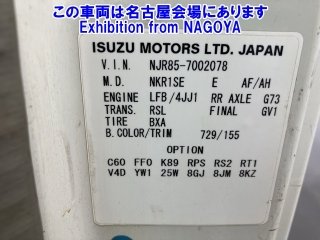 この車両は名古屋会場にあります
Exhibition from NAGOYA
ISUZU MOTORS LTD. JAPAN
V.I.N. NJR85-7002078
M.D. NKR1SE E AF/AH
ENGINE LFB/4JJ1 RR AXLE G73
TRANS. RSL FINAL GV1
TIRE BXA
B.COLOR/TRIM 729/155
OPTION
C60 FF0 K89 RPS RS2 RT1
V4D YW1 25W 8GJ 8JM 8KZ